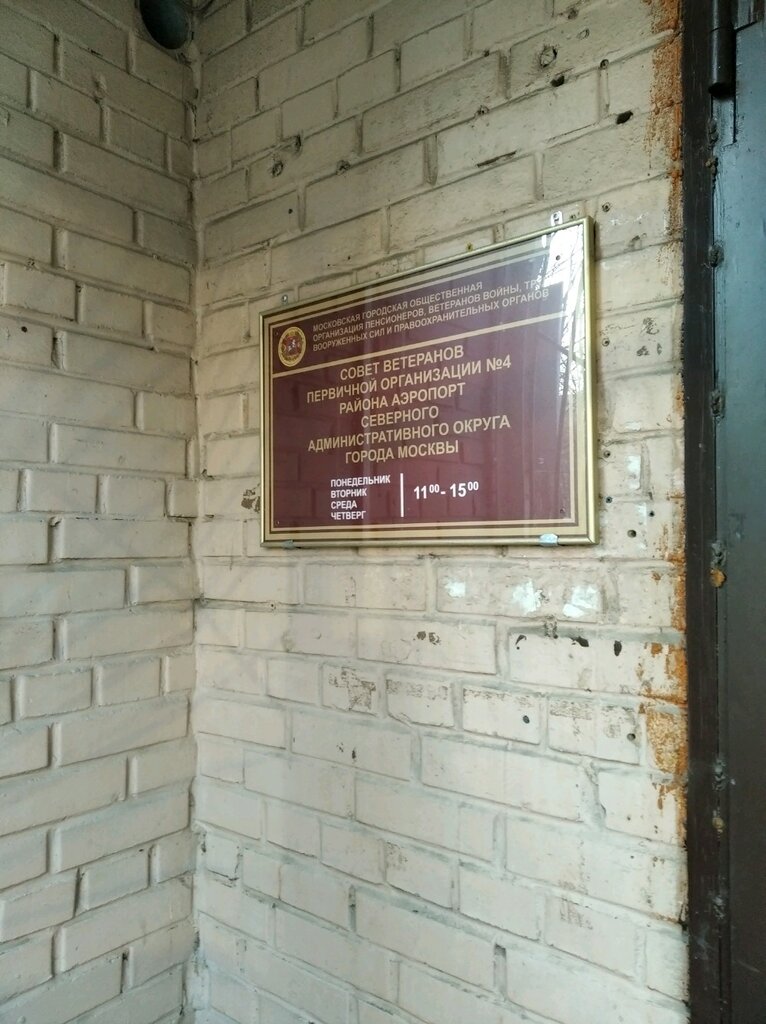 МОСКОВСКАЯ ГОРОДСКАЯ ОБЩЕСТВЕННАЯ
ОРГАНИЗАЦИЯ ПЕНСИОНЕРОВ, ВЕТЕРАНОВ ВОЙНЫ,
ВООРУЖЕННЫХ СИЛ И ПРАВООХРАНИТЕЛЬНЫХ ОРГАНОВ
СОВЕТ ВЕТЕРАНОВ
ПЕРВИЧНОЙ ОРГАНИЗАЦИИ №4
РАЙОНА АЭРОПОРТ
СЕВЕРНОГО
АДМИНИСТРАТИВНОГО ОКРУГА
ГОРОДА МОСКВЫ
ПОНЕДЕЛЬНИК
ВТОРНИК
СРЕДА
ЧЕТВЕРГ
11⁰⁰- 15⁰⁰